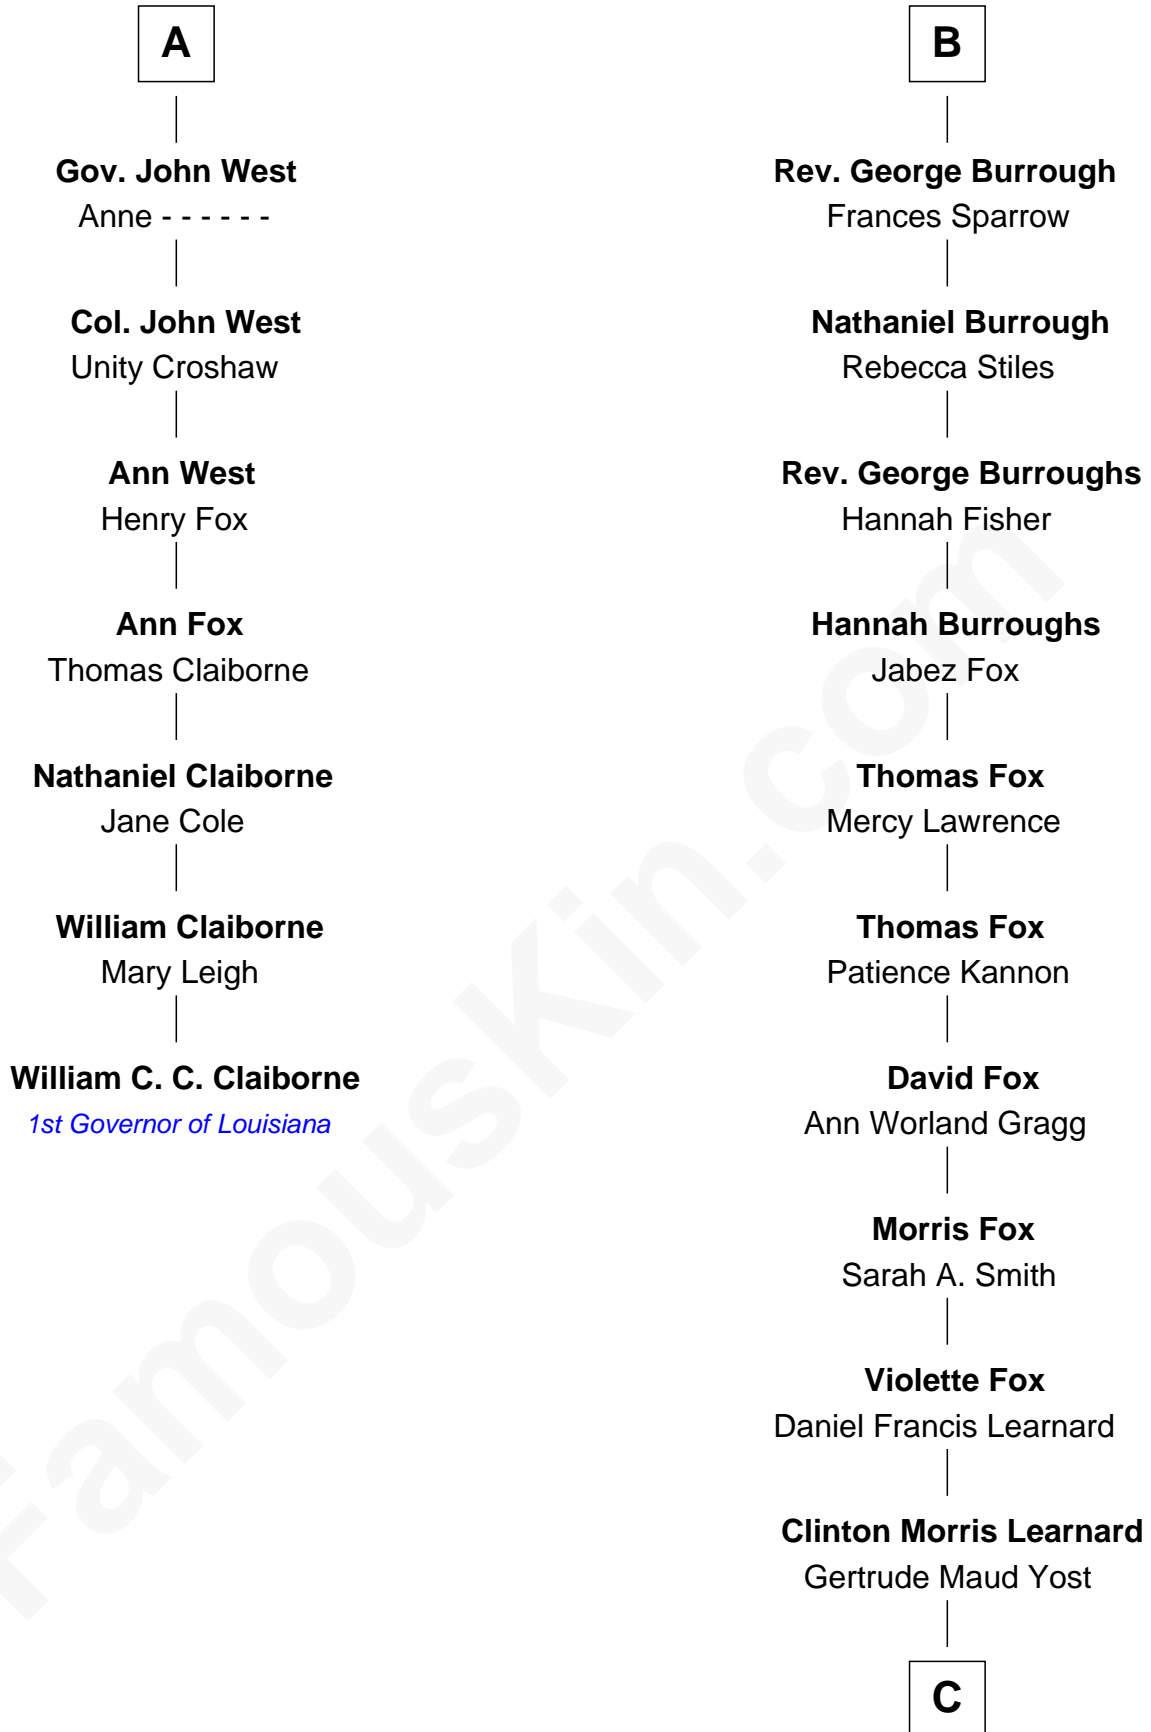 A
Gov. John West
Anne - - - - - -
Col. John West
Unity Croshaw
Ann West
Henry Fox
Ann Fox
Thomas Claiborne
Nathaniel Claiborne
Jane Cole
William Claiborne
Mary Leigh
William C. C. Claiborne
1st Governor of Louisiana
B
Rev. George Burrough
Frances Sparrow
Nathaniel Burrough
Rebecca Stiles
Rev. George Burroughs
Hannah Fisher
Hannah Burroughs
Jabez Fox
Thomas Fox
Mercy Lawrence
Thomas Fox
Patience Kannon
David Fox
Ann Worland Gragg
Morris Fox
Sarah A. Smith
Violette Fox
Daniel Francis Learnard
Clinton Morris Learnard
Gertrude Maud Yost
C
FamousKin.com